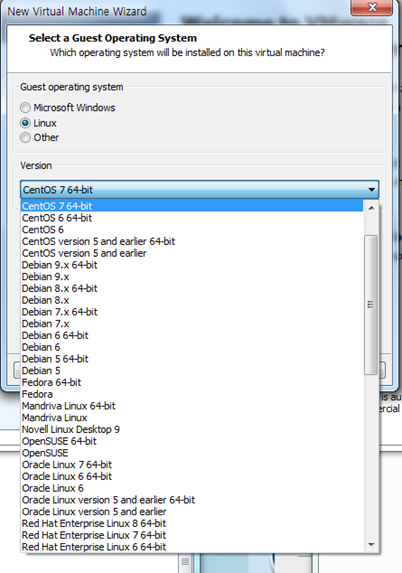 New Virtual Machine Wizard
Select a Guest Operating System
Which operating system will be installed on this virtual machine?
Guest operating system
Microsoft Windows
Linux
Other
Version
CentOS 7 64-bit
CentOS 7 64-bit
CentOS 6 64-bit
CentOS 6
CentOS version 5 and earlier 64-bit
CentOS version 5 and earlier
Debian 9.x 64-bit
Debian 9.x
Debian 8.x 64-bit
Debian 8.x
Debian 7.x 64-bit
Debian 7.x
Debian 6 64-bit
Debian 6
Debian 5 64-bit
Debian 5
Fedora 64-bit
Fedora
Mandriva Linux 64-bit
Mandriva Linux
Novell Linux Desktop 9
OpenSUSE 64-bit
OpenSUSE
Oracle Linux 7 64-bit
Oracle Linux 6 64-bit
Oracle Linux 6
Oracle Linux version 5 and earlier 64-bit
Oracle Linux version 5 and earlier
Red Hat Enterprise Linux 8 64-bit
Red Hat Enterprise Linux 7 64-bit
Red Hat Enterprise Linux 6 64-bit